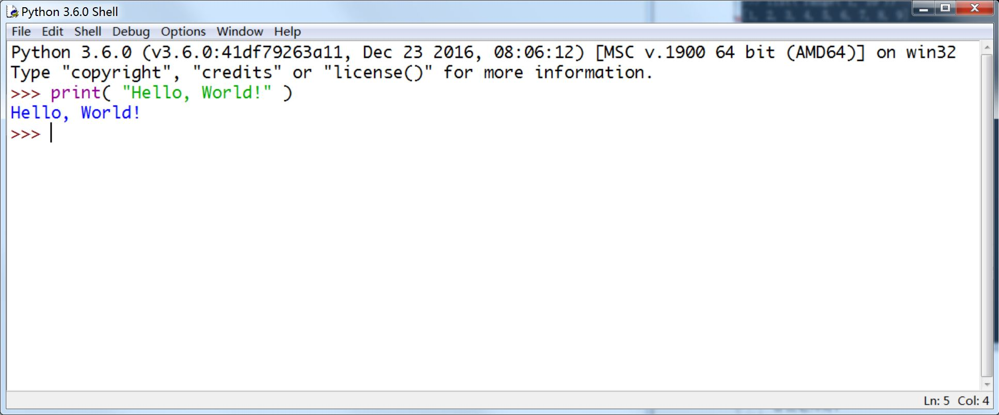 Python 3.6.0 Shell
File Edit Shell Debug Options Window Help
Python 3.6.0 (v3.6.0:41df79263a11, Dec 23 2016, 08:06:12) [MSC v.1900 64 bit (AMD64)] on win32
Type "copyright", "credits" or "license()" for more information.
>>> print( "Hello, World!" )
Hello, World!
>>>
Ln: 5 Col: 4